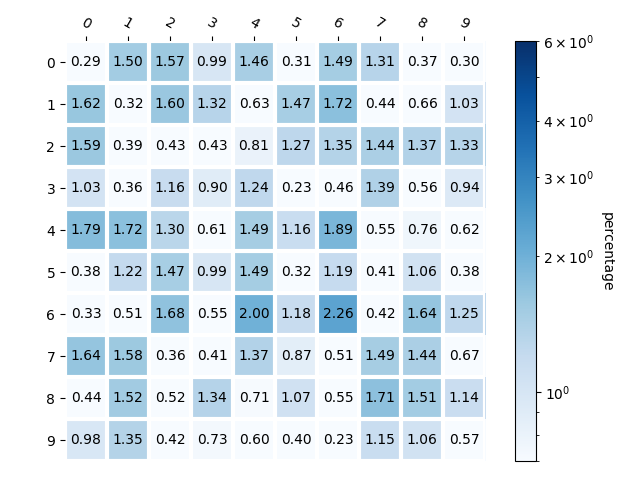 0 1 2 3 4 5 6 7 8 9
0 0.29 1.50 1.57 0.99 1.46 0.31 1.49 1.31 0.37 0.30
1 1.62 0.32 1.60 1.32 0.63 1.47 1.72 0.44 0.66 1.03
2 1.59 0.39 0.43 0.43 0.81 1.27 1.35 1.44 1.37 1.33
3 1.03 0.36 1.16 0.90 1.24 0.23 0.46 1.39 0.56 0.94
4 1.79 1.72 1.30 0.61 1.49 1.16 1.89 0.55 0.76 0.62
5 0.38 1.22 1.47 0.99 1.49 0.32 1.19 0.41 1.06 0.38
6 0.33 0.51 1.68 0.55 2.00 1.18 2.26 0.42 1.64 1.25
7 1.64 1.58 0.36 0.41 1.37 0.87 0.51 1.49 1.44 0.67
8 0.44 1.52 0.52 1.34 0.71 1.07 0.55 1.71 1.51 1.14
9 0.98 1.35 0.42 0.73 0.60 0.40 0.23 1.15 1.06 0.57
6 × 10⁰
4 × 10⁰
3 × 10⁰
2 × 10⁰
10⁰
percentage